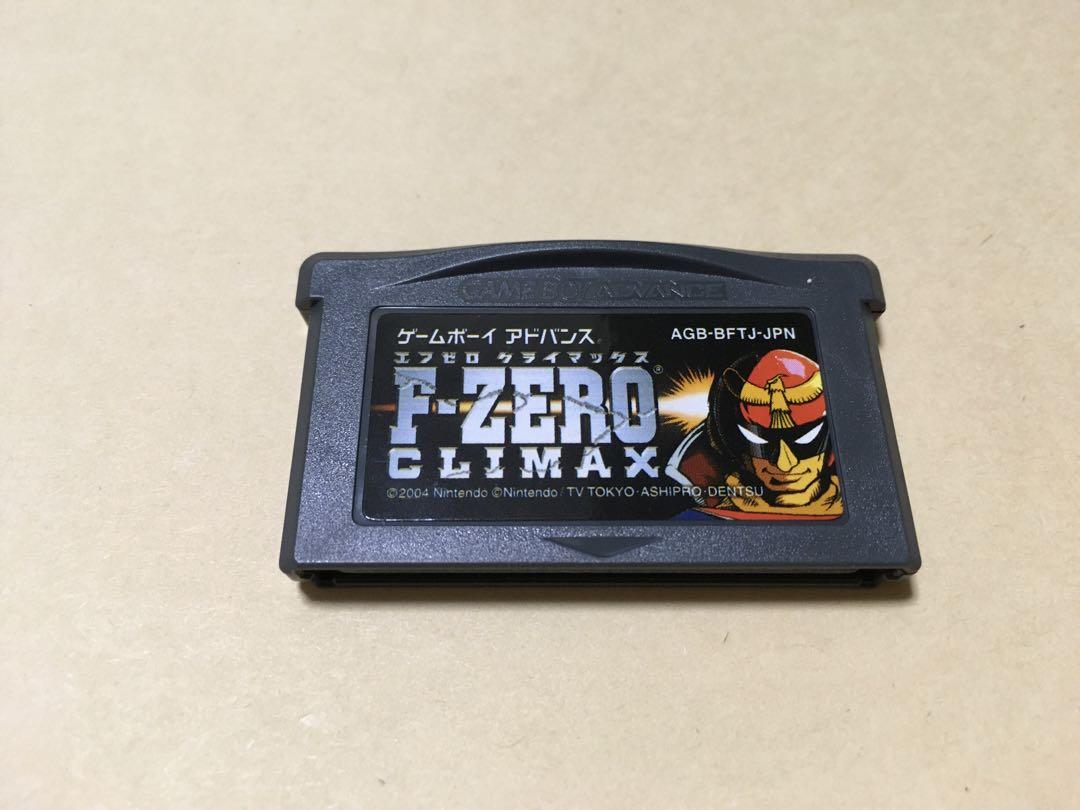 GAME BOY ADVANCE
ゲームボーイ アドバンス
AGB-BFTJ-JPN
エフゼロ クライマックス
F-ZERO®
CLIMAX
©2004 Nintendo ©Nintendo/TV TOKYO・ASHIPRO・DENTSU